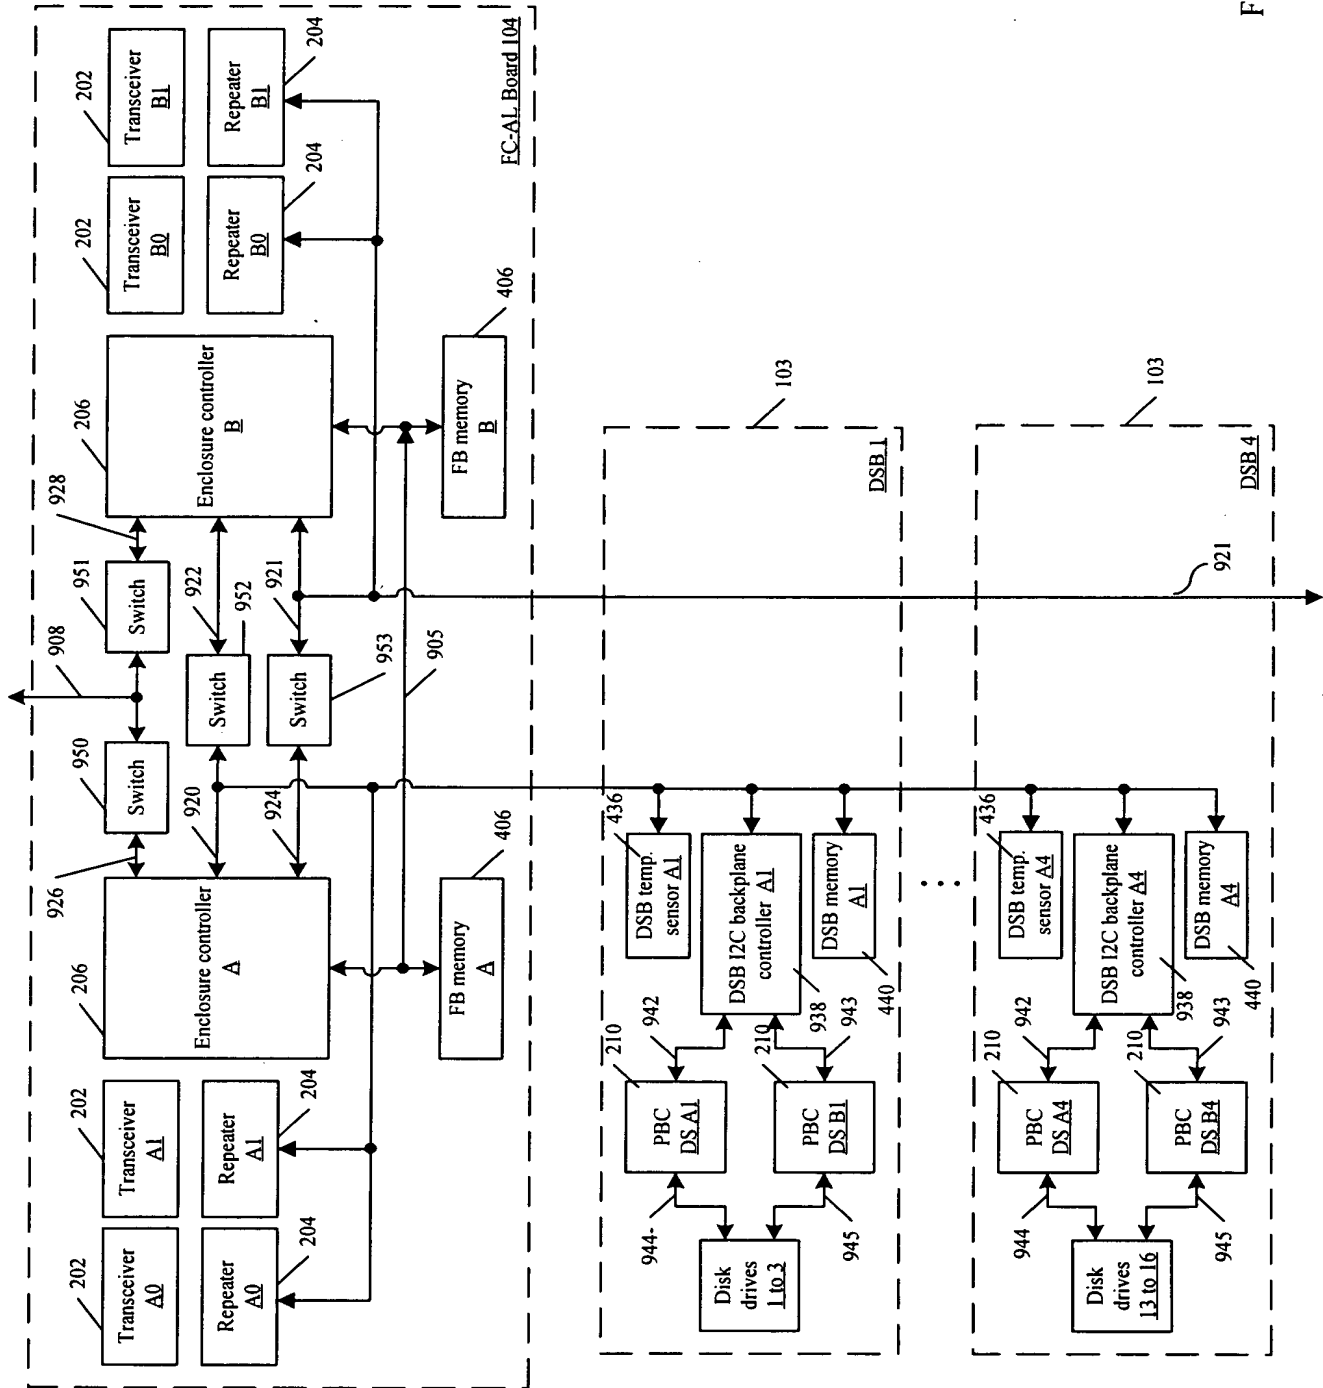 F
FC-AL Board 104
202
Transceiver
A0
202
Transceiver
A1
204
Repeater
A0
204
Repeater
A1
206
Enclosure controller
A
926
950
Switch
908
951
Switch
928
920
922
Switch
952
924
921
Switch
953
905
206
Enclosure controller
B
202
Transceiver
B0
202
Transceiver
B1
204
Repeater
B0
204
Repeater
B1
406
FB memory
A
406
FB memory
B
103
DSB 1
Disk
drives
1 to 3
944
945
210
PBC
DS A1
210
PBC
DS B1
942
943
436
DSB temp.
sensor A1
DSB I2C backplane
controller A1
938
DSB memory
A1
440
103
DSB 4
Disk
drives
13 to 16
944
945
210
PBC
DS A4
210
PBC
DS B4
942
943
436
DSB temp.
sensor A4
DSB I2C backplane
controller A4
938
DSB memory
A4
440
921